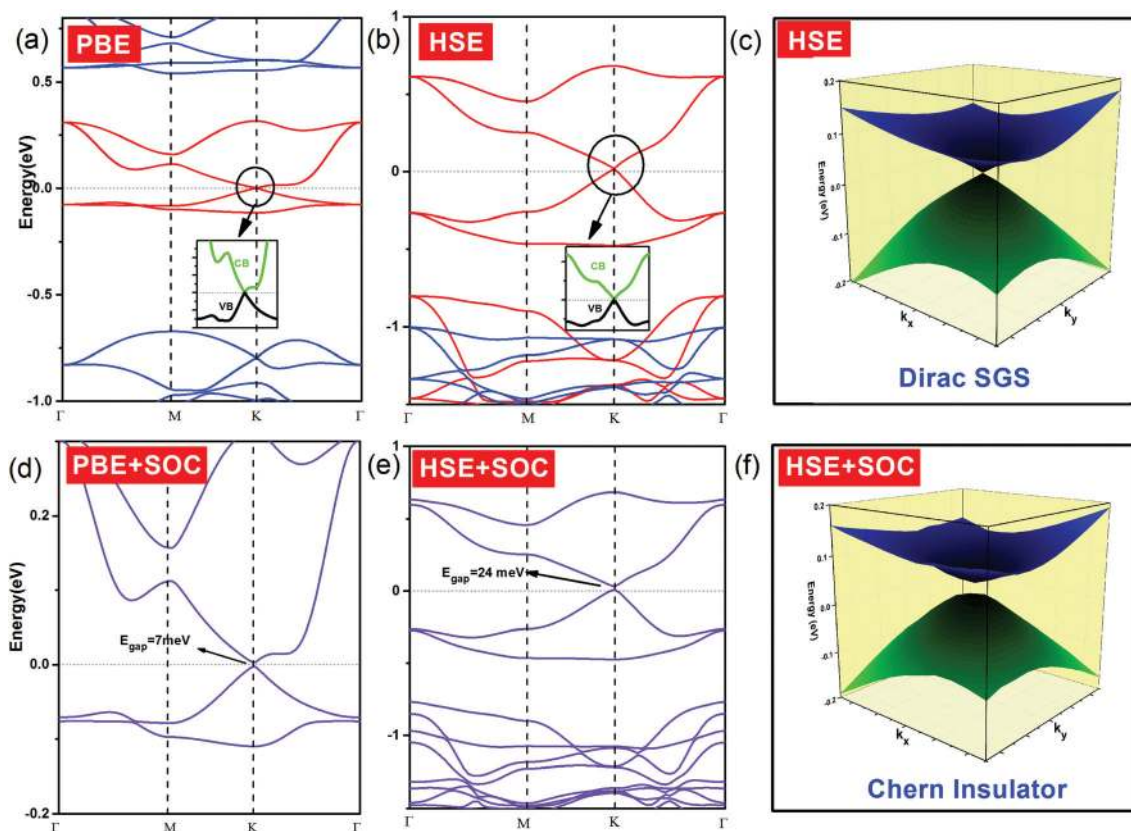 (a)
PBE
Energy(eV)
0.5
0.0
-0.5
-1.0
CB
VB
Γ
M
K
Γ
(b)
HSE
1
0
-1
CB
VB
Γ
M
K
Γ
(c)
HSE
Energy (eV)
0.2
0.1
0.0
-0.1
-0.2
kx
ky
Dirac SGS
(d)
PBE+SOC
Energy(eV)
0.2
0.0
-0.2
Egap=7meV
Γ
M
K
Γ
(e)
HSE+SOC
1
0
-1
Egap=24 meV
Γ
M
K
Γ
(f)
HSE+SOC
Energy (eV)
0.2
0.1
0.0
-0.1
-0.2
kx
ky
Chern Insulator